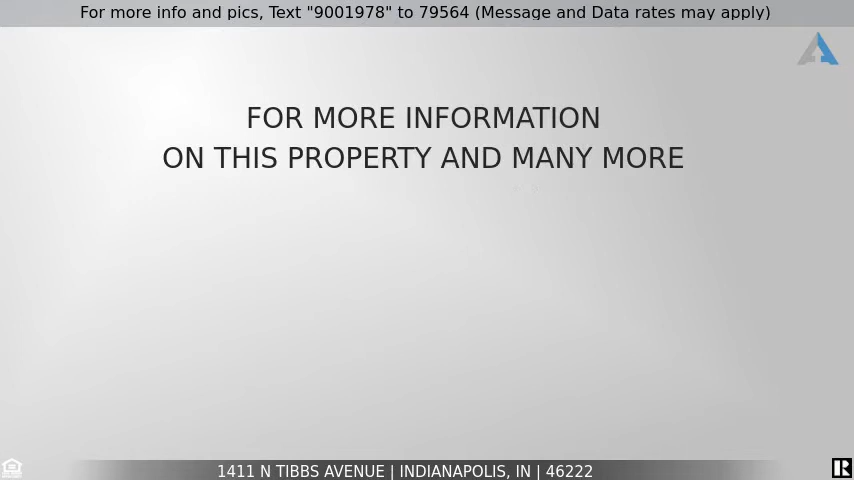 For more info and pics, Text "9001978" to 79564 (Message and Data rates may apply)
FOR MORE INFORMATION
ON THIS PROPERTY AND MANY MORE
1411 N TIBBS AVENUE | INDIANAPOLIS, IN | 46222